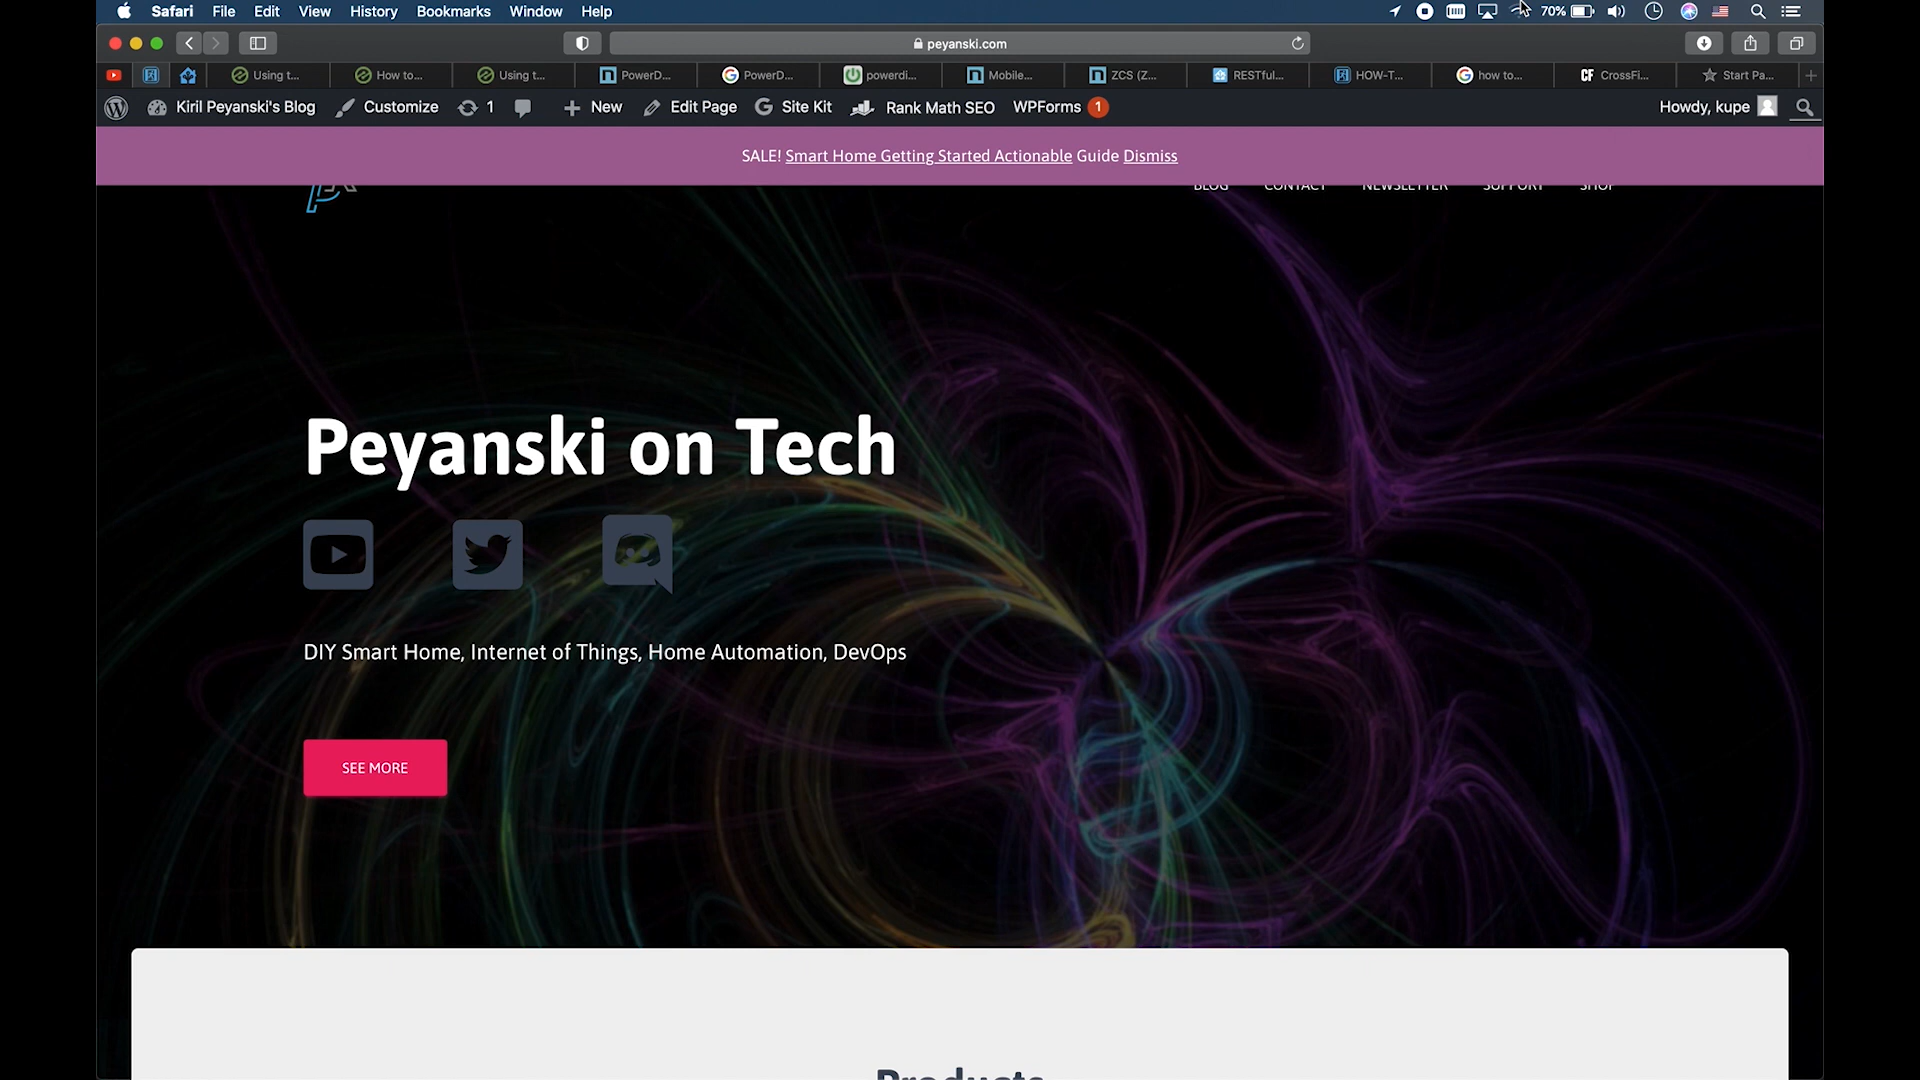 Safari File Edit View History Bookmarks Window Help 70%
peyanski.com
Using t... How to... Using t... PowerD... PowerD... powerdi... Mobile... ZCS (Z... RESTful... HOW-T... how to... CF CrossFi... Start Pa...
Kiril Peyanski's Blog Customize 1 New Edit Page Site Kit Rank Math SEO WPForms 1 Howdy, kupe
SALE! Smart Home Getting Started Actionable Guide Dismiss
BLOG CONTACT NEWSLETTER SUPPORT SHOP
Peyanski on Tech
DIY Smart Home, Internet of Things, Home Automation, DevOps
SEE MORE
Products